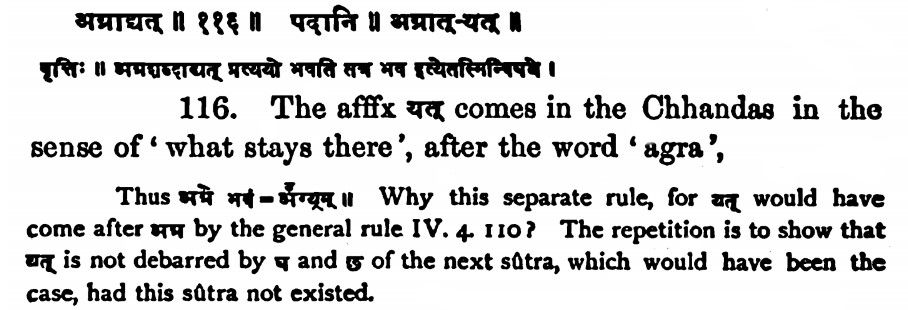 अग्राद्यत् ॥ ११६ ॥ पदानि ॥ अग्रात्-यत् ॥
वृत्तिः ॥ अग्रशब्दाद्यत् प्रत्ययो भवति तत्र भव इत्येतस्मिन्विषये ।
116. The afffx यत् comes in the Chhandas in the
sense of ‘ what stays there’, after the word ‘ agra’,
Thus अग्रे भवं = अग्र्यम् ॥ Why this separate rule, for यत् would have
come after अग्र by the general rule IV. 4. 110? The repetition is to show that
यत् is not debarred by घ and छ of the next sûtra, which would have been the
case, had this sûtra not existed.